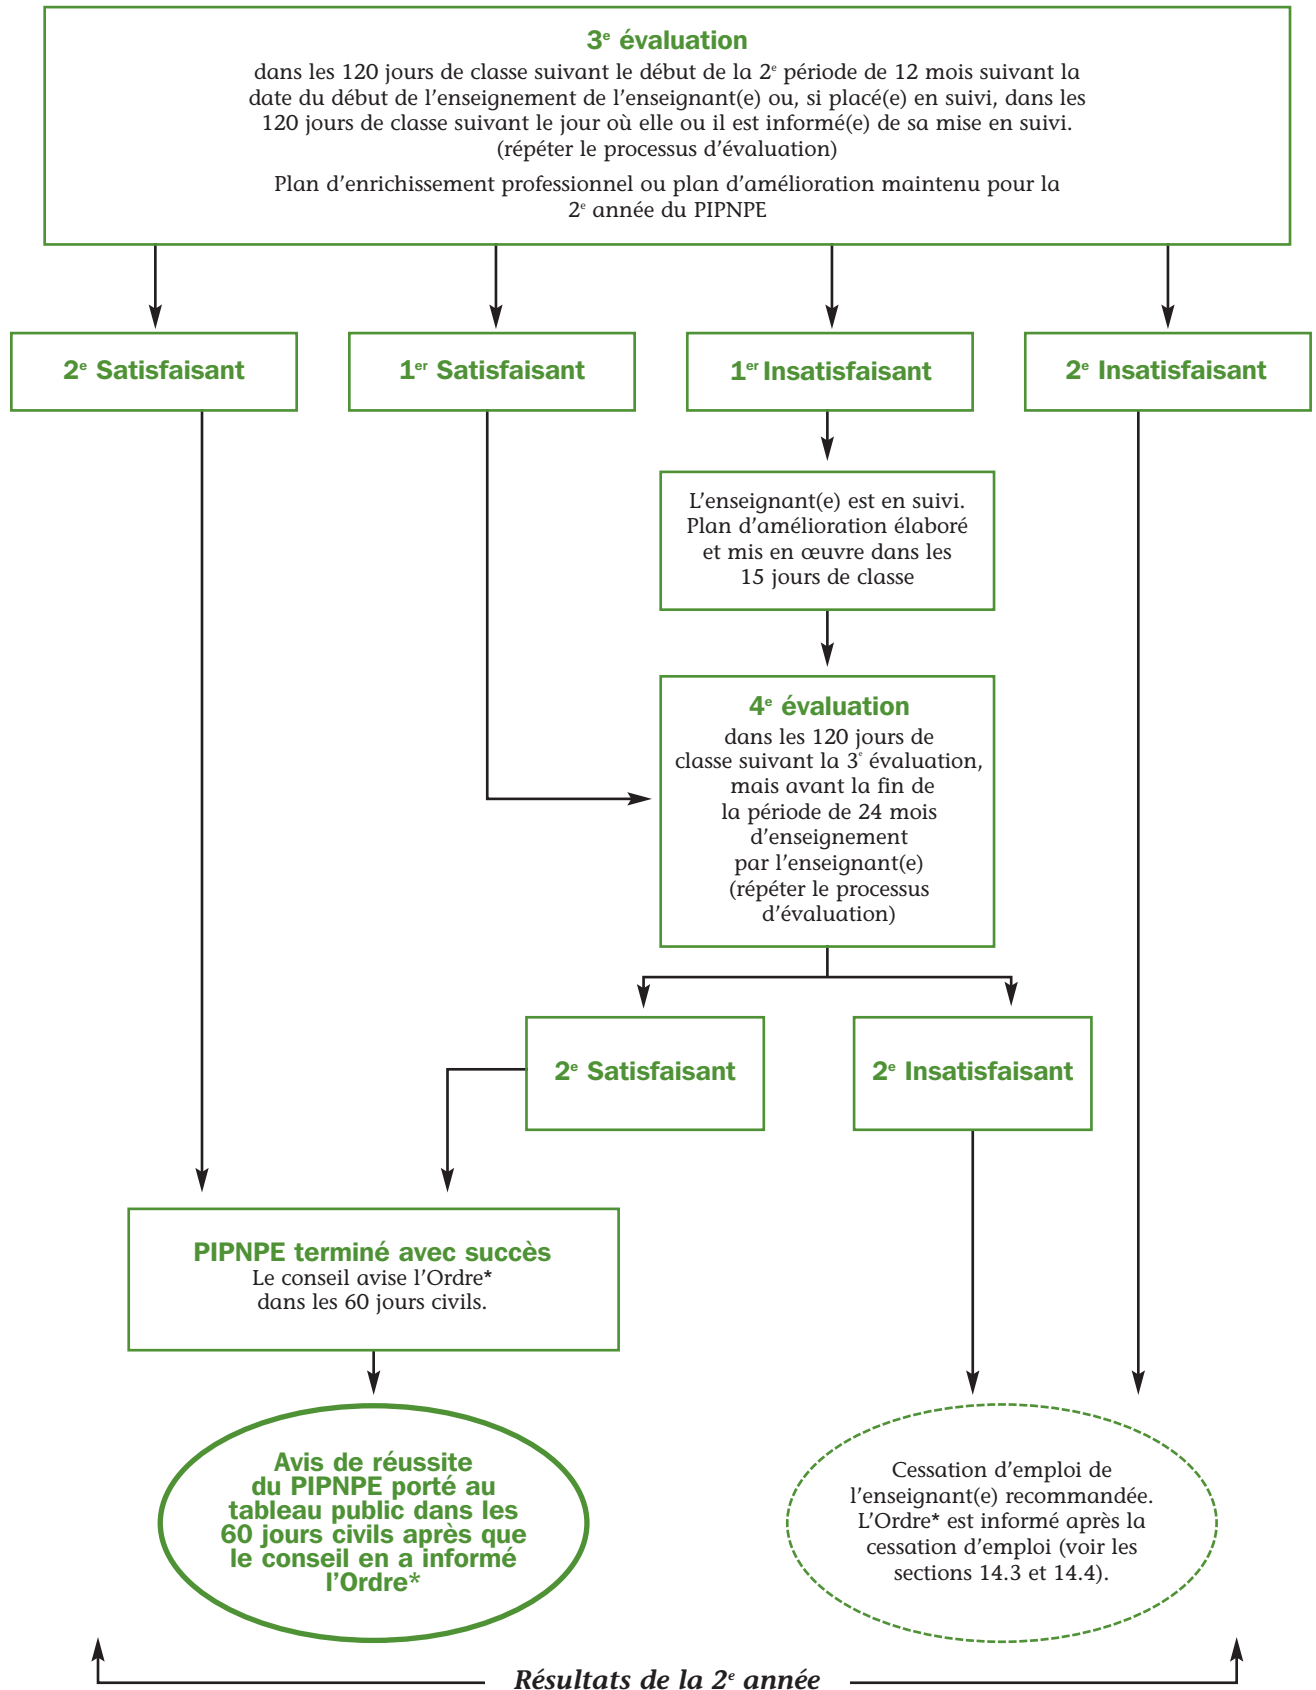 3e évaluation
dans les 120 jours de classe suivant le début de la 2e période de 12 mois suivant la
date du début de l’enseignement de l’enseignant(e) ou, si placé(e) en suivi, dans les
120 jours de classe suivant le jour où elle ou il est informé(e) de sa mise en suivi.
(répéter le processus d’évaluation)
Plan d’enrichissement professionnel ou plan d’amélioration maintenu pour la
2e année du PIPNPE
2e Satisfaisant
1er Satisfaisant
1er Insatisfaisant
2e Insatisfaisant
L’enseignant(e) est en suivi.
Plan d’amélioration élaboré
et mis en œuvre dans les
15 jours de classe
4e évaluation
dans les 120 jours de
classe suivant la 3e évaluation,
mais avant la fin de
la période de 24 mois
d’enseignement
par l’enseignant(e)
(répéter le processus
d’évaluation)
2e Satisfaisant
2e Insatisfaisant
PIPNPE terminé avec succès
Le conseil avise l’Ordre*
dans les 60 jours civils.
Avis de réussite
du PIPNPE porté au
tableau public dans les
60 jours civils après que
le conseil en a informé
l’Ordre*
Cessation d’emploi de
l’enseignant(e) recommandée.
L’Ordre* est informé après la
cessation d’emploi (voir les
sections 14.3 et 14.4).
Résultats de la 2e année